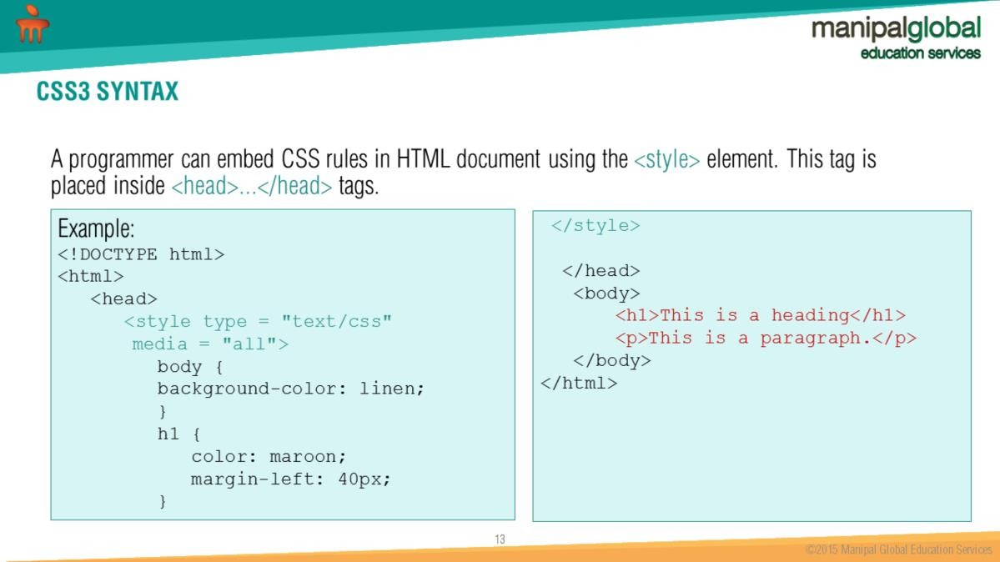 manipalglobal
education services
CSS3 SYNTAX
A programmer can embed CSS rules in HTML document using the <style> element. This tag is
placed inside <head>...</head> tags.
Example:
<!DOCTYPE html>
<html>
<head>
<style type = "text/css"
media = "all">
body {
background-color: linen;
}
h1 {
color: maroon;
margin-left: 40px;
}
</style>
</head>
<body>
<h1>This is a heading</h1>
<p>This is a paragraph.</p>
</body>
</html>
13
©2015 Manipal Global Education Services